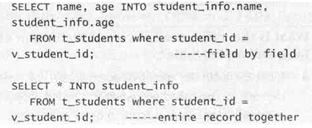 SELECT name, age INTO student_info.name,
student_info.age
FROM t_students where student_id =
v_student_id; -----field by field
SELECT * INTO student_info
FROM t_students where student_id =
v_student_id; -----entire record together